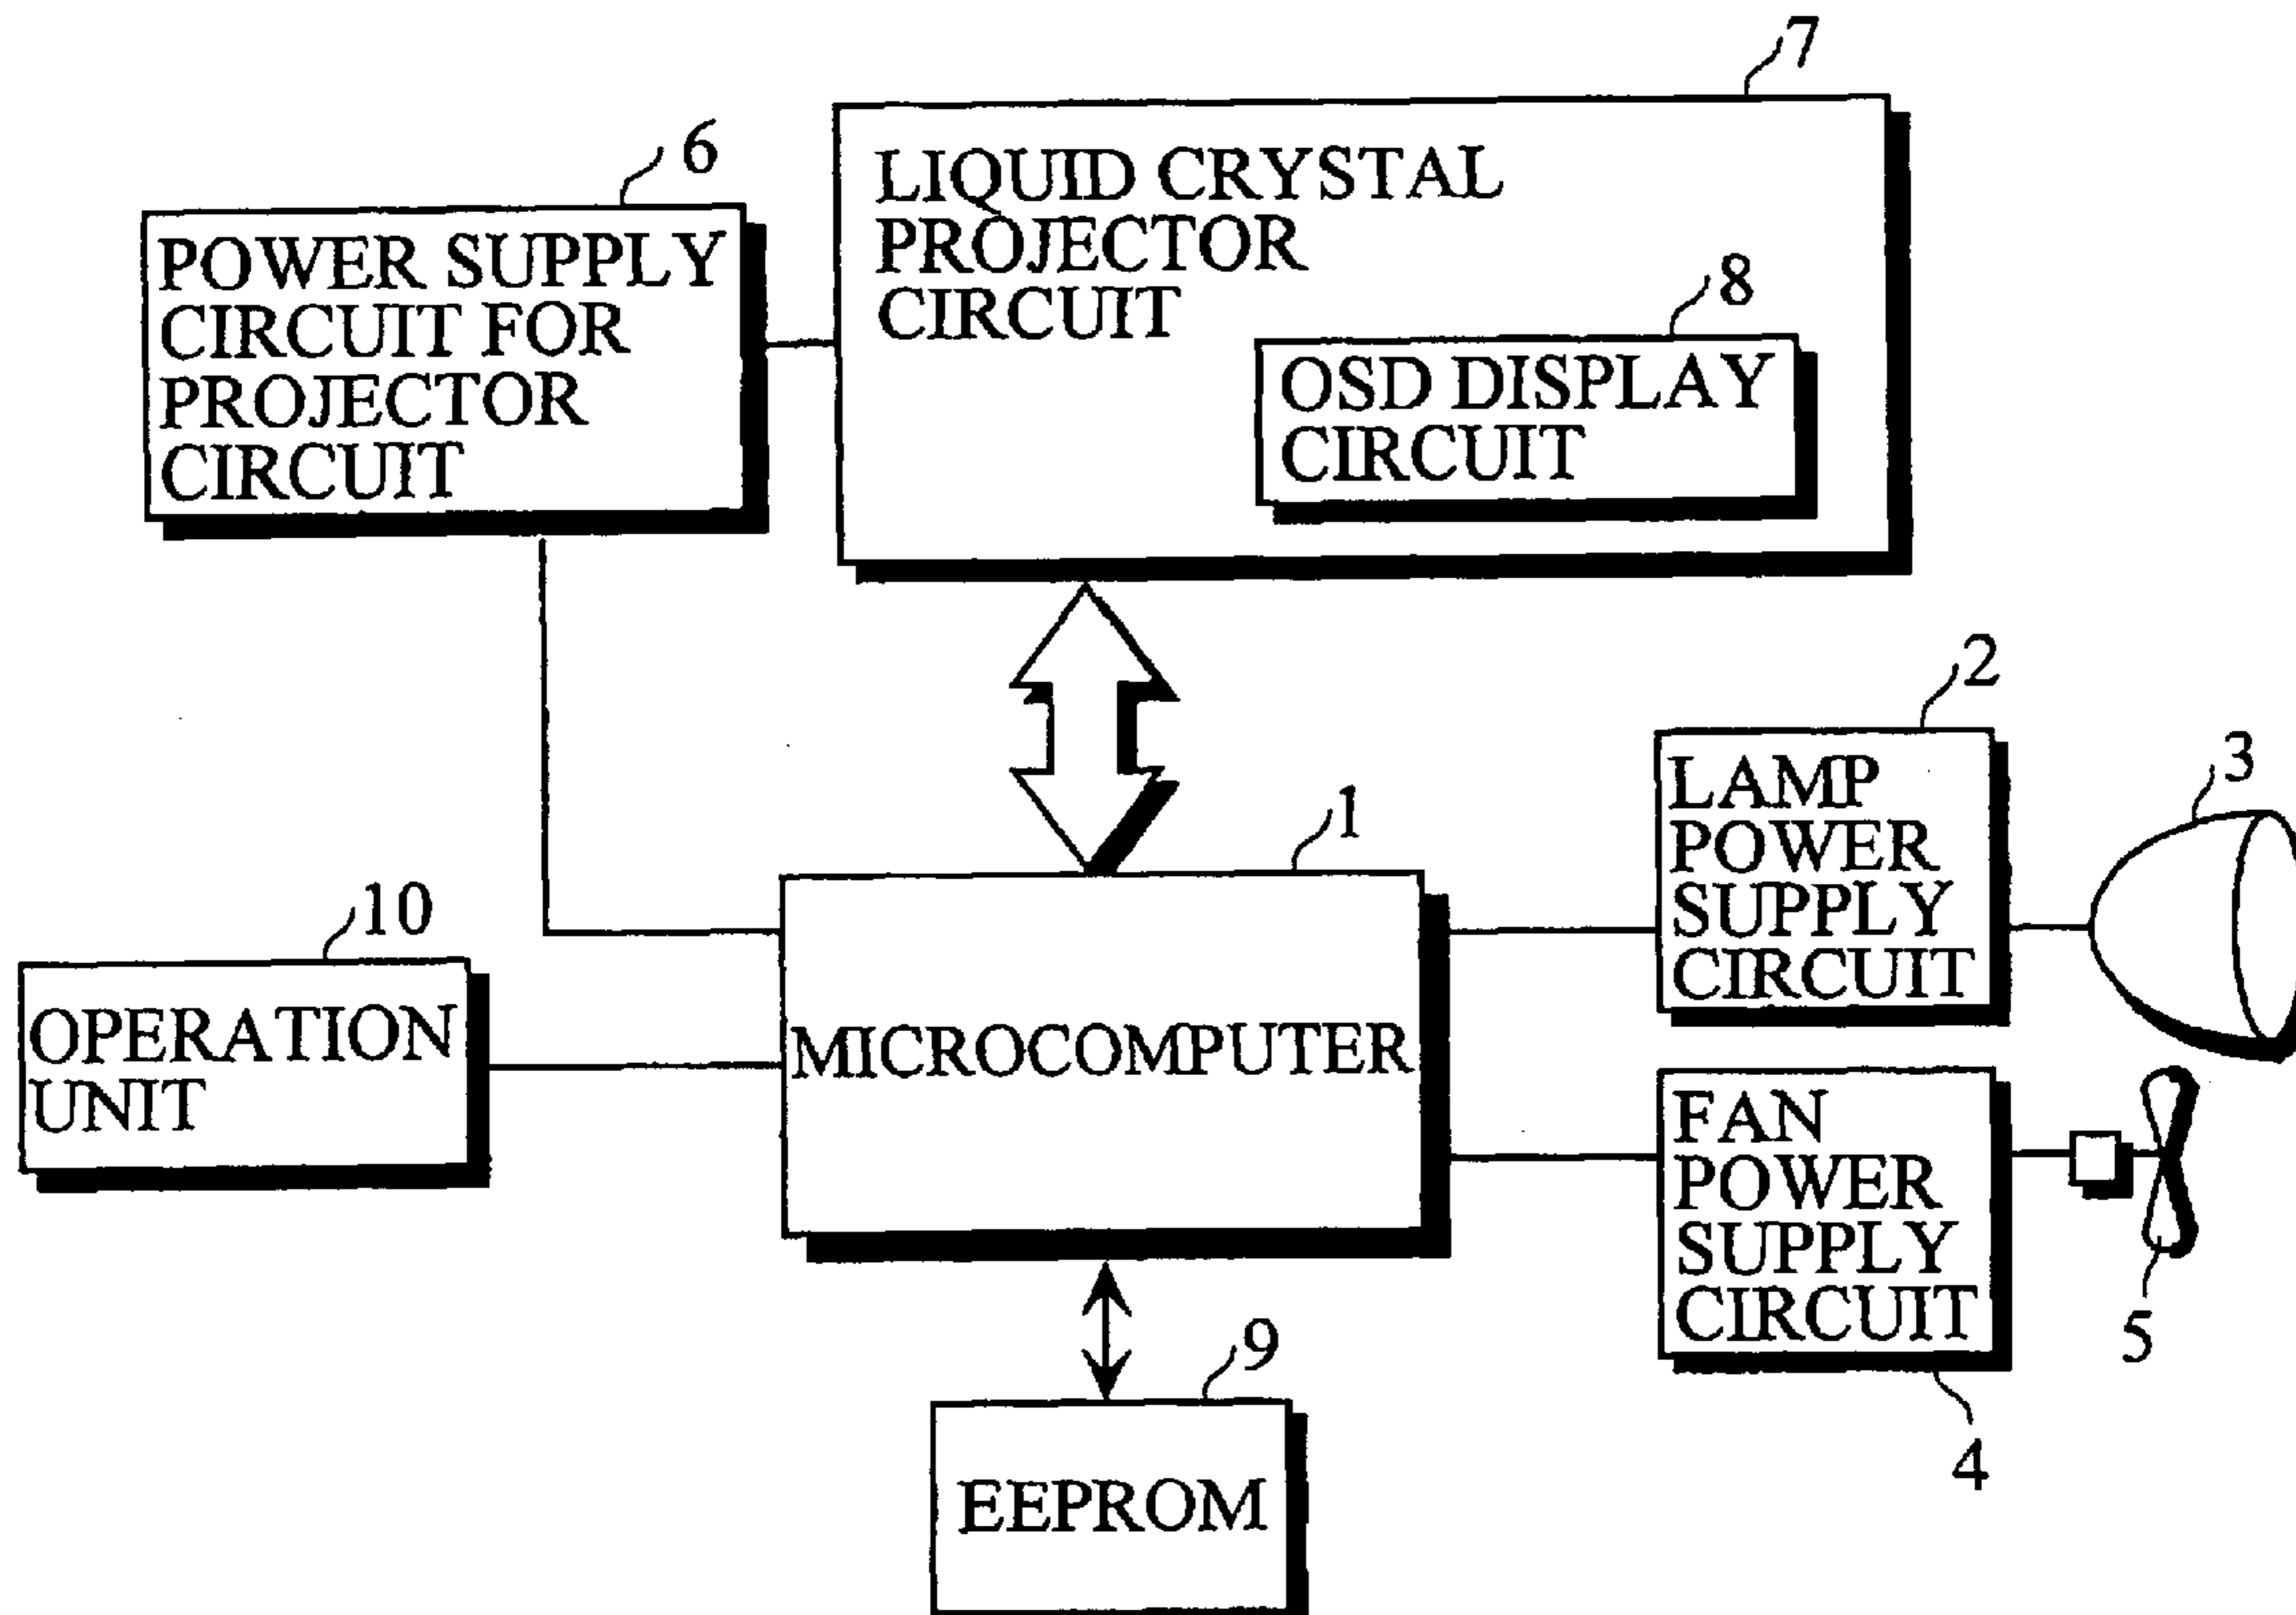 7
6
LIQUID CRYSTAL
PROJECTOR
CIRCUIT
POWER SUPPLY
CIRCUIT FOR
PROJECTOR
CIRCUIT
8
OSD DISPLAY
CIRCUIT
2
LAMP
POWER
SUPPLY
CIRCUIT
3
1
MICROCOMPUTER
10
OPERATION
UNIT
FAN
POWER
SUPPLY
CIRCUIT
5
4
9
EEPROM